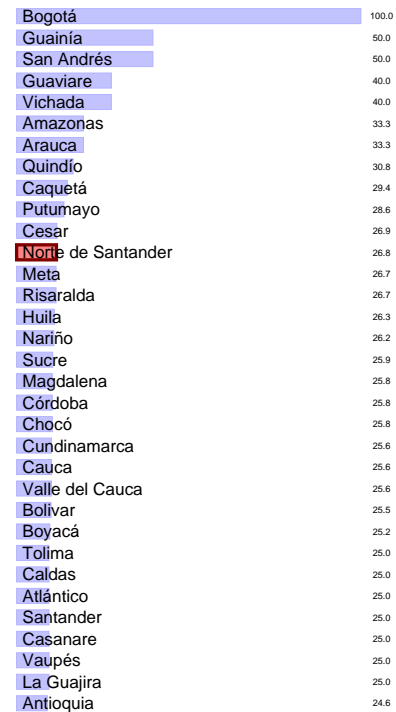 Bogotá 100.0
Guainía 50.0
San Andrés 50.0
Guaviare 40.0
Vichada 40.0
Amazonas 33.3
Arauca 33.3
Quindío 30.8
Caquetá 29.4
Putumayo 28.6
Cesar 26.9
Norte de Santander 26.8
Meta 26.7
Risaralda 26.7
Huila 26.3
Nariño 26.2
Sucre 25.9
Magdalena 25.8
Córdoba 25.8
Chocó 25.8
Cundinamarca 25.6
Cauca 25.6
Valle del Cauca 25.6
Bolivar 25.5
Boyacá 25.2
Tolima 25.0
Caldas 25.0
Atlántico 25.0
Santander 25.0
Casanare 25.0
Vaupés 25.0
La Guajira 25.0
Antioquia 24.6